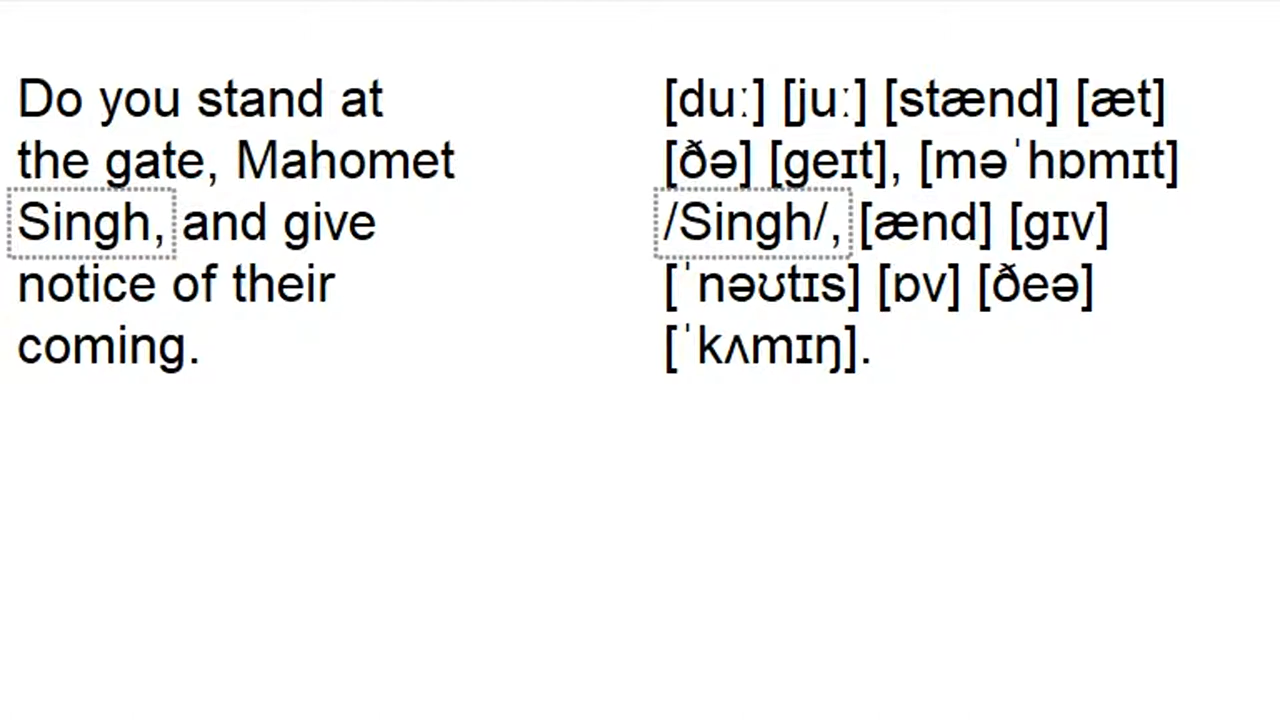 Do you stand at
the gate, Mahomet
Singh, and give
notice of their
coming.
[duː] [juː] [stænd] [æt]
[ðə] [geɪt], [məˈhɒmɪt]
/Singh/, [ænd] [gɪv]
[ˈnəʊtɪs] [ɒv] [ðeə]
[ˈkʌmɪŋ].